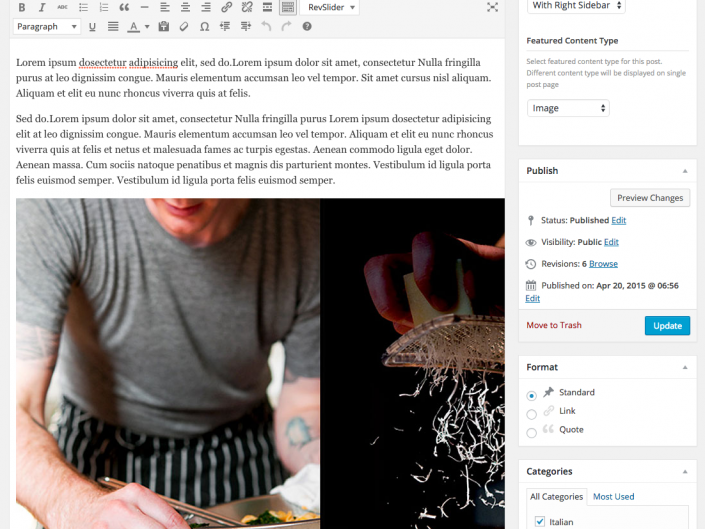 B I ABC
RevSlider
Paragraph
U A Ω ?
Lorem ipsum dosectetur adipisicing elit, sed do.Lorem ipsum dolor sit amet, consectetur Nulla fringilla
purus at leo dignissim congue. Mauris elementum accumsan leo vel tempor. Sit amet cursus nisl aliquam.
Aliquam et elit eu nunc rhoncus viverra quis at felis.
Sed do.Lorem ipsum dolor sit amet, consectetur Nulla fringilla purus Lorem ipsum dosectetur adipisicing
elit at leo dignissim congue. Mauris elementum accumsan leo vel tempor. Aliquam et elit eu nunc rhoncus
viverra quis at felis et netus et malesuada fames ac turpis egestas. Aenean commodo ligula eget dolor.
Aenean massa. Cum sociis natoque penatibus et magnis dis parturient montes. Vestibulum id ligula porta
felis euismod semper. Vestibulum id ligula porta felis euismod semper.
With Right Sidebar
Featured Content Type
Select featured content type for this post.
Different content type will be displayed on single
post page
Image
Publish
Preview Changes
Status: Published Edit
Visibility: Public Edit
Revisions: 6 Browse
Published on: Apr 20, 2015 @ 06:56
Edit
Move to Trash
Update
Format
Standard
Link
Quote
Categories
All Categories Most Used
Italian